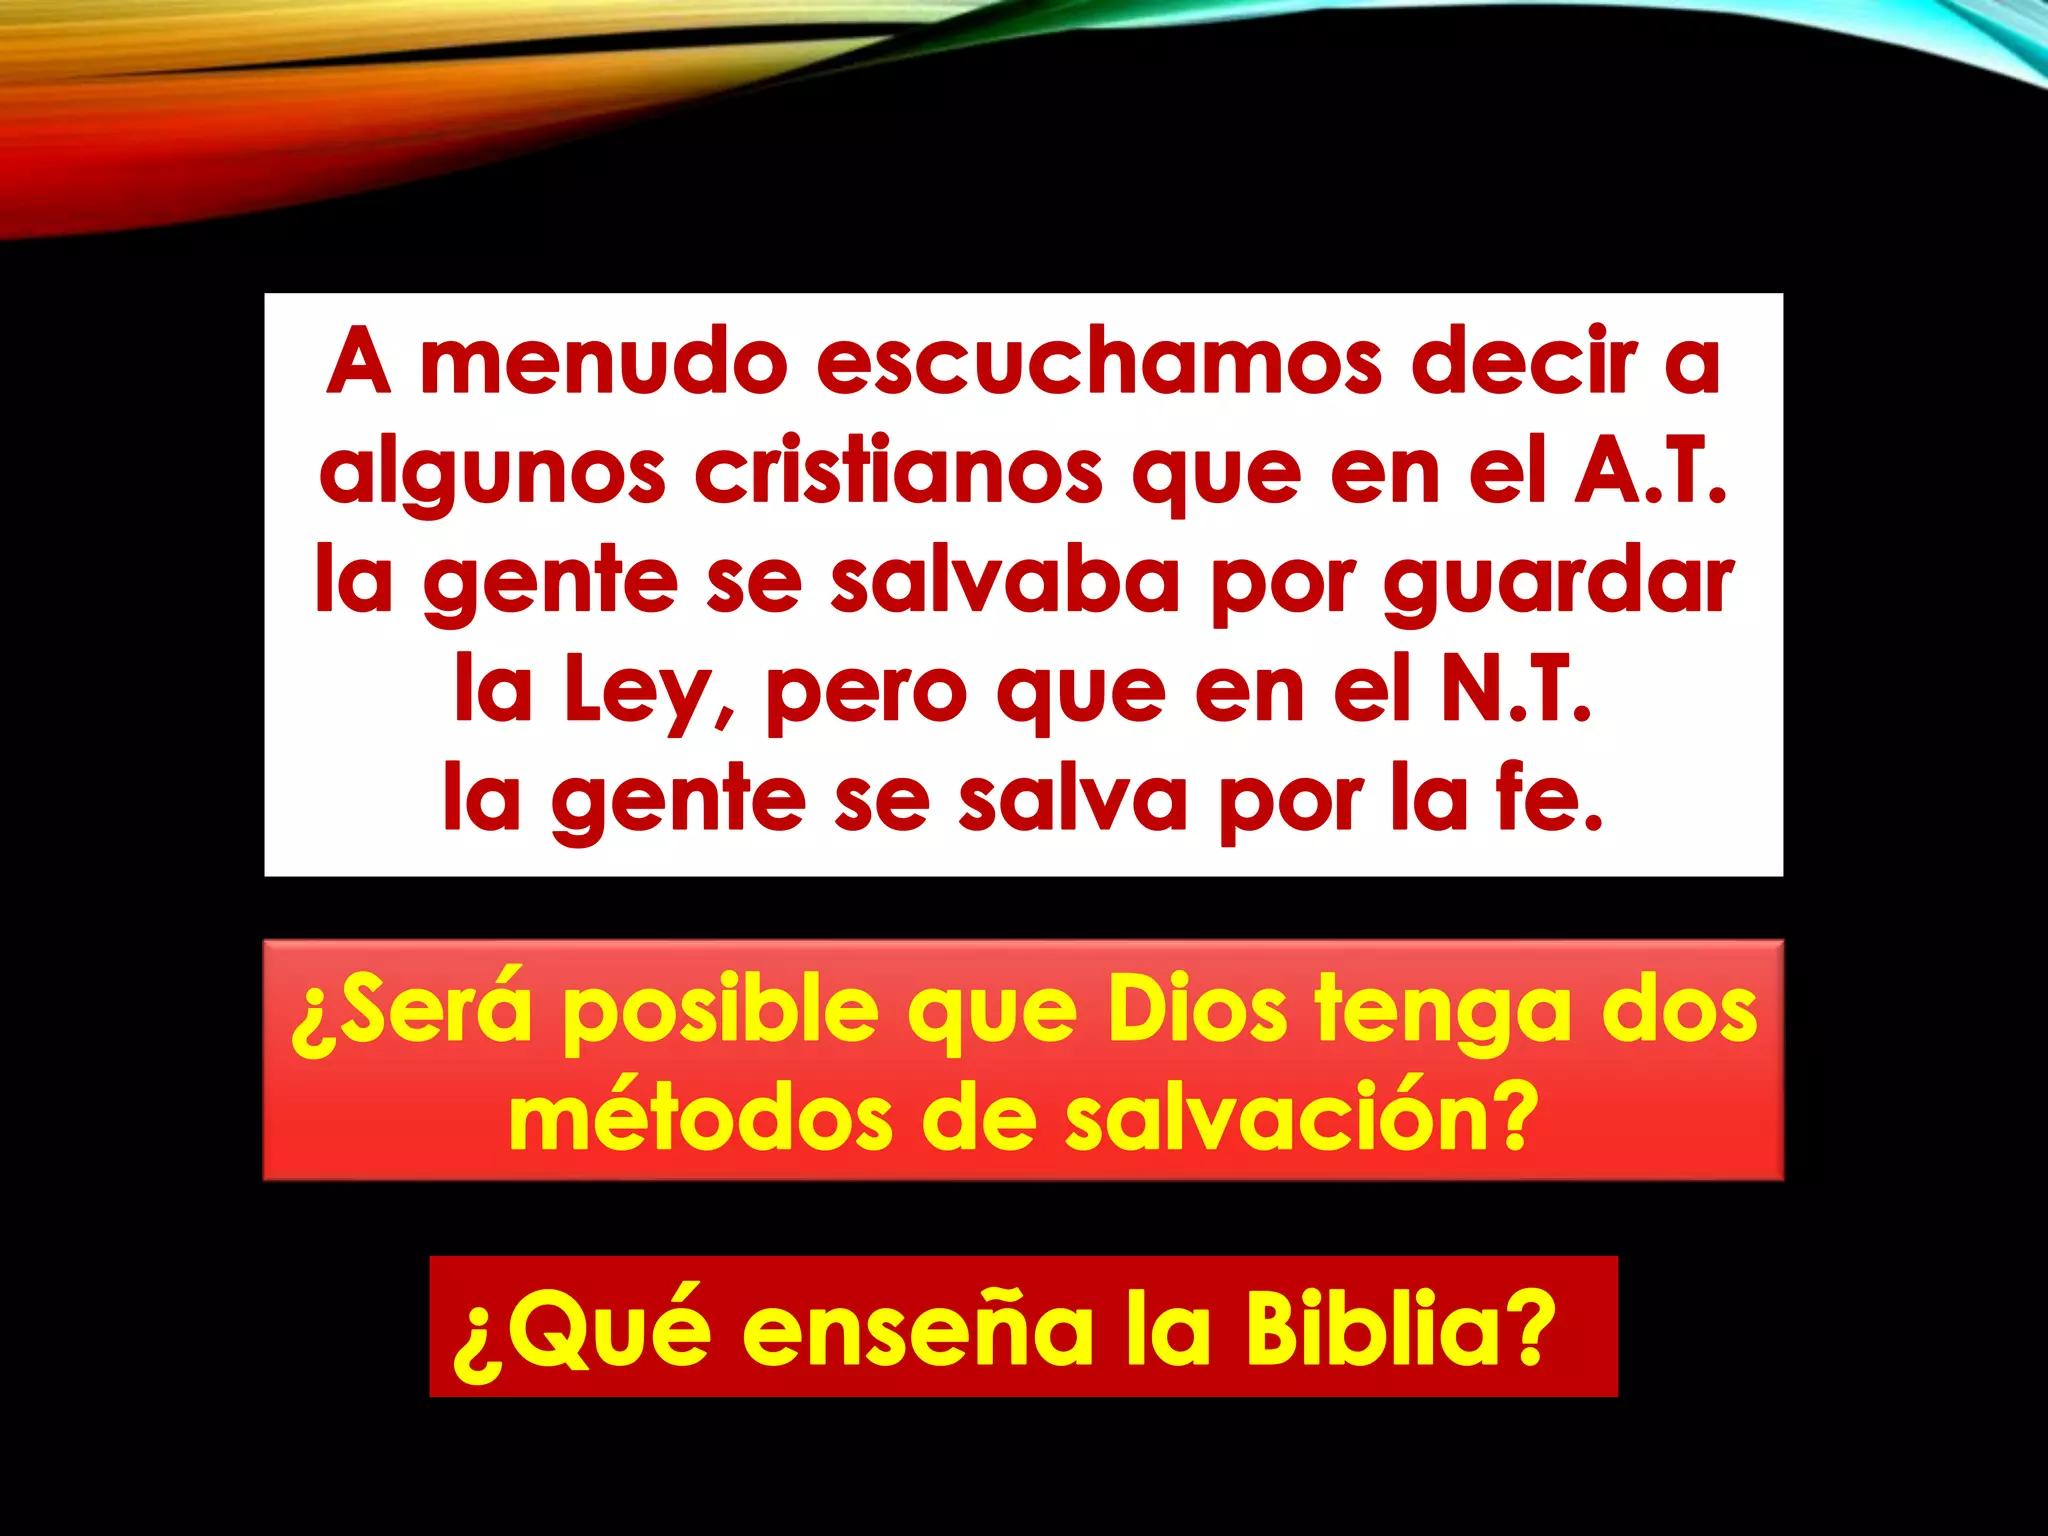 A menudo escuchamos decir a
algunos cristianos que en el A.T.
la gente se salvaba por guardar
la Ley, pero que en el N.T.
la gente se salva por la fe.
¿Será posible que Dios tenga dos
métodos de salvación?
¿Qué enseña la Biblia?